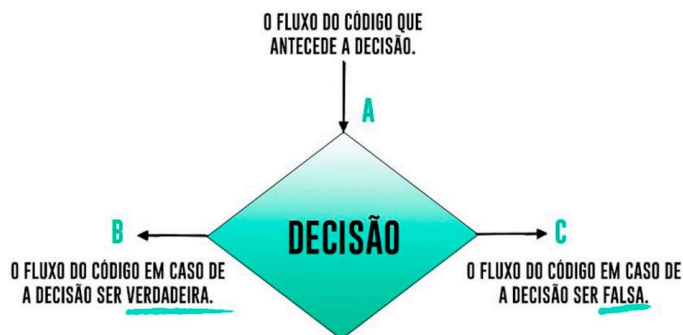 O FLUXO DO CÓDIGO QUE
ANTECEDE A DECISÃO.
A
B
DECISÃO
C
O FLUXO DO CÓDIGO EM CASO DE
A DECISÃO SER VERDADEIRA.
O FLUXO DO CÓDIGO EM CASO DE
A DECISÃO SER FALSA.